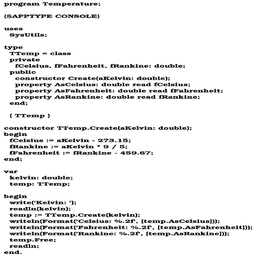 program Temperature;
{$APPTYPE CONSOLE}
uses
SysUtils;
type
TTemp = class
private
fCelsius, fFahrenheit, fRankine: double;
public
constructor Create(aKelvin: double);
property AsCelsius: double read fCelsius;
property AsFahrenheit: double read fFahrenheit;
property AsRankine: double read fRankine;
end;
{ TTemp }
constructor TTemp.Create(aKelvin: double);
begin
fCelsius := aKelvin - 273.15;
fRankine := aKelvin * 9 / 5;
fFahrenheit := fRankine - 459.67;
end;
var
kelvin: double;
temp: TTemp;
begin
write('Kelvin: ');
readln(kelvin);
temp := TTemp.Create(kelvin);
writeln(Format('Celsius: %.2f', [temp.AsCelsius]));
writeln(Format('Fahrenheit: %.2f', [temp.AsFahrenheit]));
writeln(Format('Rankine: %.2f', [temp.AsRankine]));
temp.Free;
readln;
end.